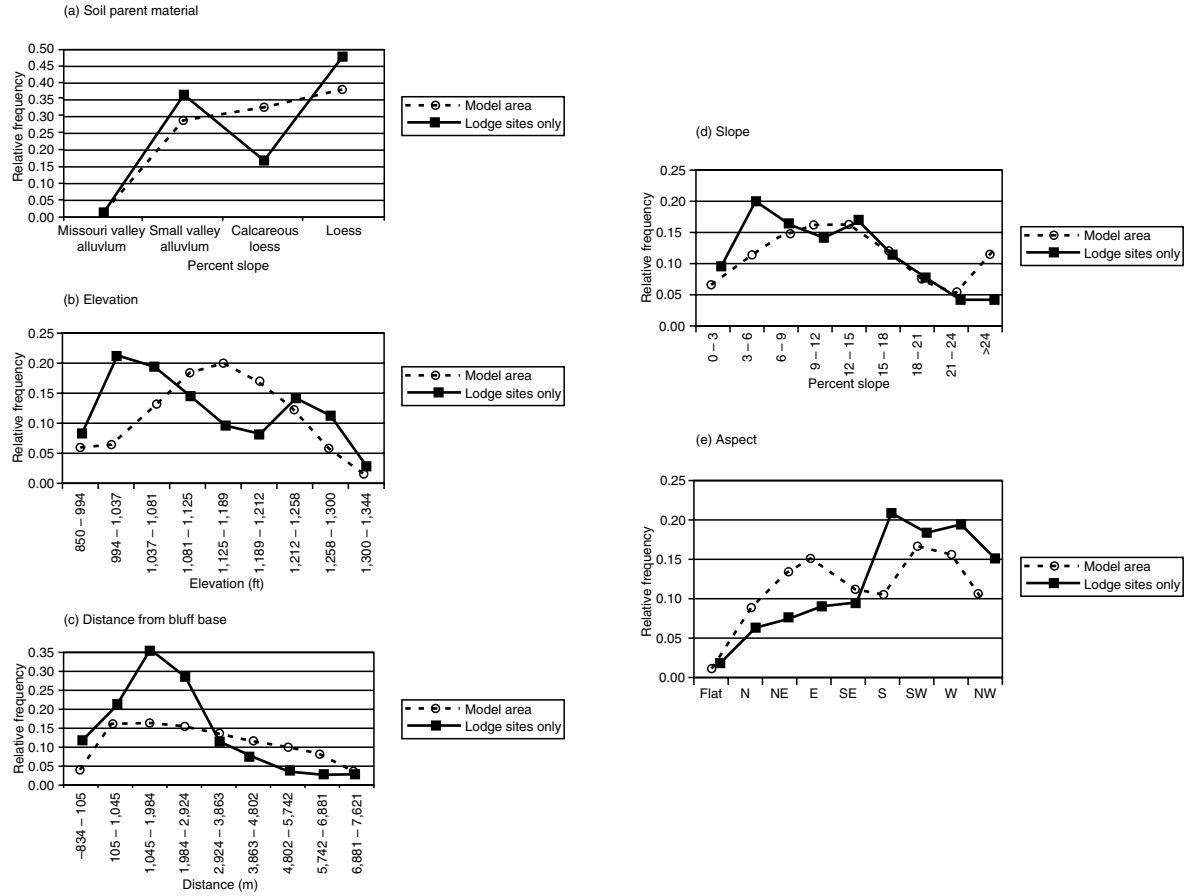 (a) Soil parent material
0.50
0.45
0.40
0.35
0.30
0.25
0.20
0.15
0.10
0.05
0.00
Relative frequency
Missouri valley alluvlum
Small valley alluvlum
Calcareous loess
Loess
Percent slope
Model area
Lodge sites only
(b) Elevation
0.25
0.20
0.15
0.10
0.05
0.00
Relative frequency
850 – 994
994 – 1,037
1,037 – 1,081
1,081 – 1,125
1,125 – 1,189
1,189 – 1,212
1,212 – 1,258
1,258 – 1,300
1,300 – 1,344
Elevation (ft)
Model area
Lodge sites only
(c) Distance from bluff base
0.35
0.30
0.25
0.20
0.15
0.10
0.05
0.00
Relative frequency
–834 – 105
105 – 1,045
1,045 – 1,984
1,984 – 2,924
2,924 – 3,863
3,863 – 4,802
4,802 – 5,742
5,742 – 6,881
6,881 – 7,621
Distance (m)
Model area
Lodge sites only
(d) Slope
0.25
0.20
0.15
0.10
0.05
0.00
Relative frequency
0 – 3
3 – 6
6 – 9
9 – 12
12 – 15
15 – 18
18 – 21
21 – 24
>24
Percent slope
Model area
Lodge sites only
(e) Aspect
0.25
0.20
0.15
0.10
0.05
0.00
Relative frequency
Flat
N
NE
E
SE
S
SW
W
NW
Model area
Lodge sites only